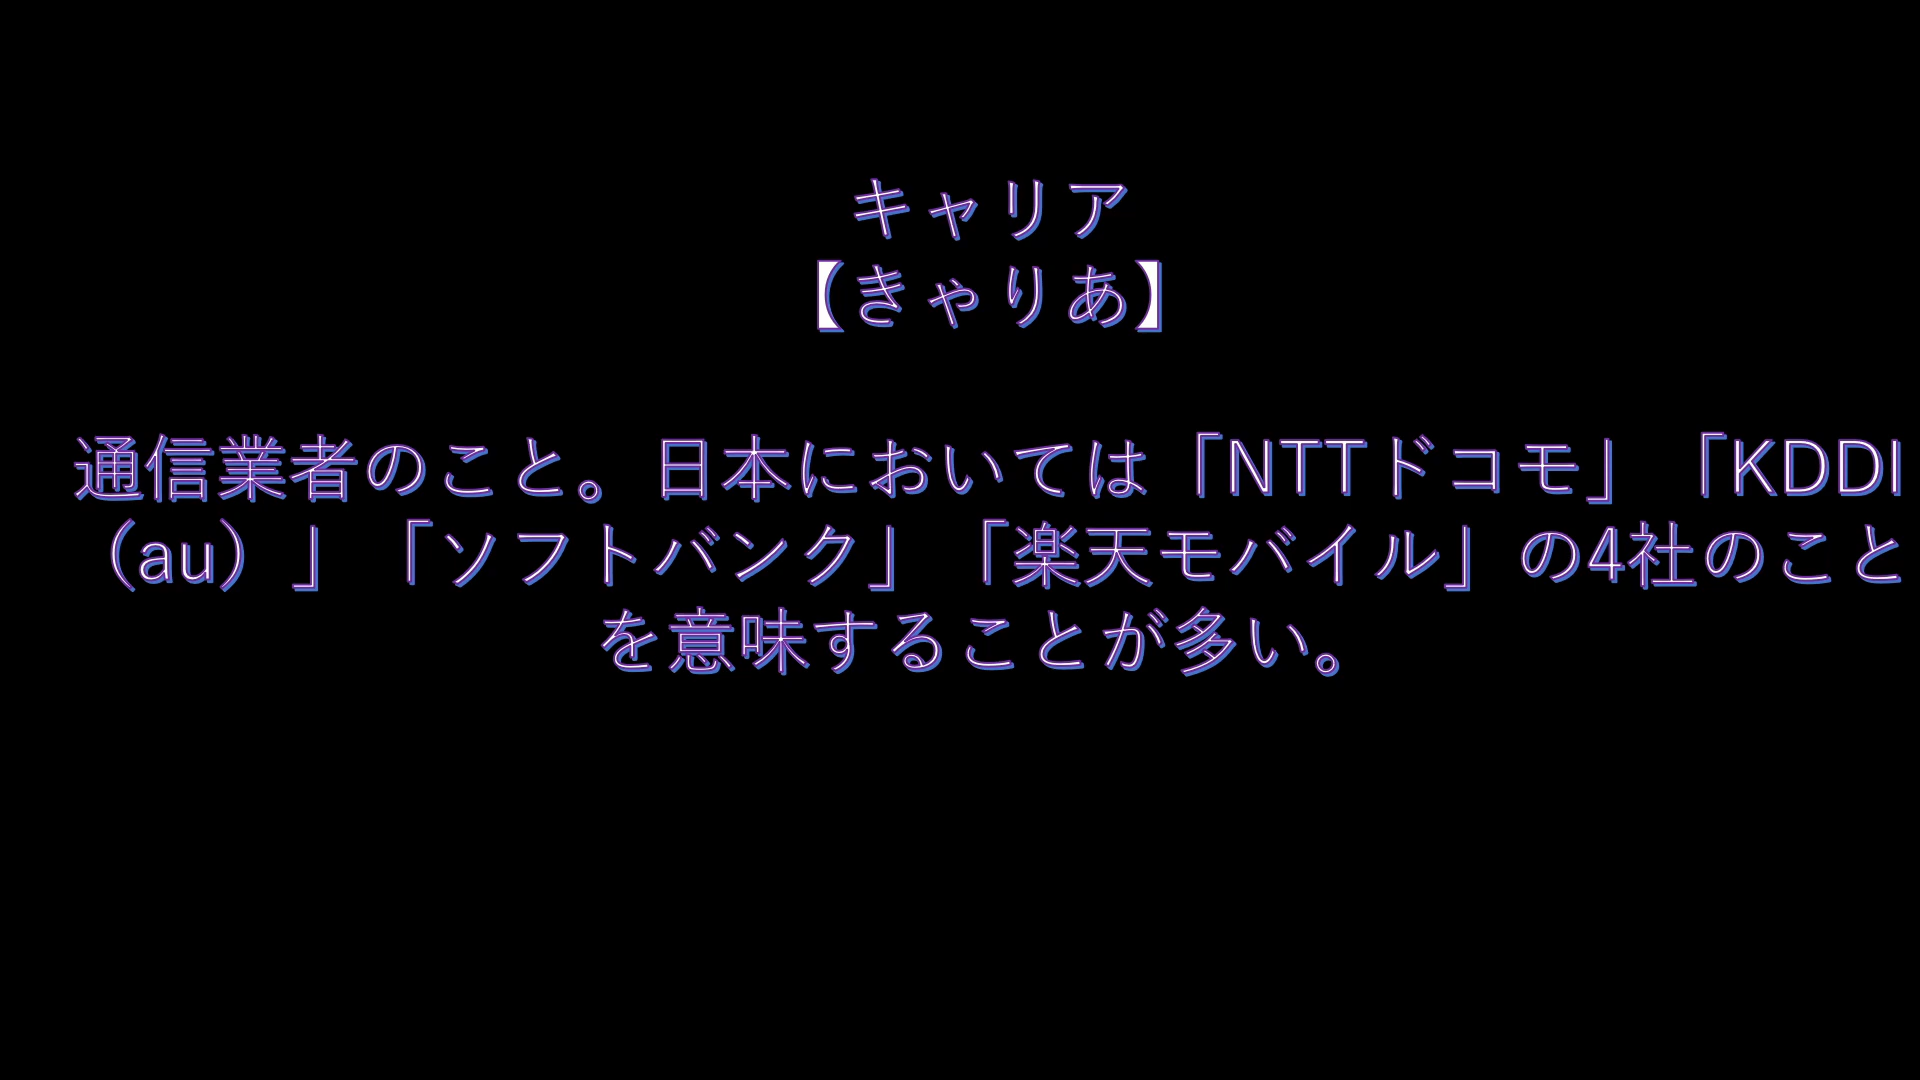 キャリア
【きゃりあ】
通信業者のこと。日本においては「NTTドコモ」「KDDI
（au）」「ソフトバンク」「楽天モバイル」の4社のこと
を意味することが多い。